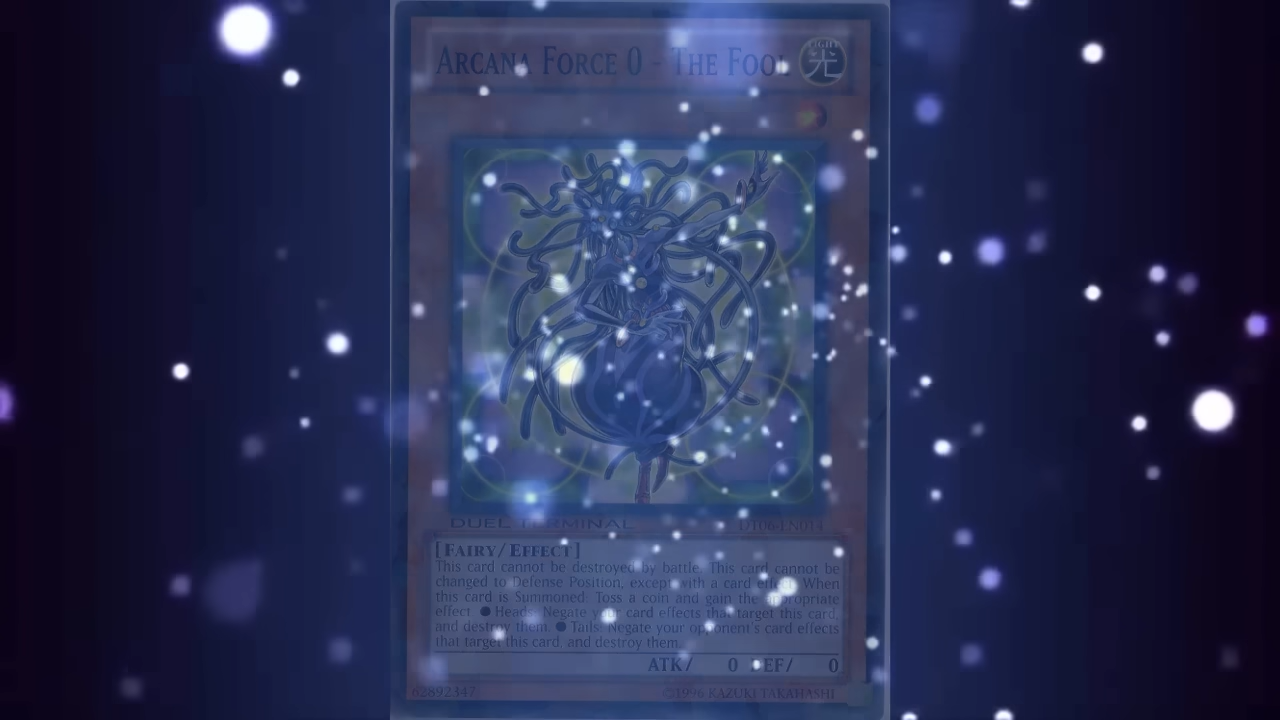 ARCANA FORCE 0 - THE FOOL
LIGHT
光
DUEL TERMINAL
DT06-EN014
[FAIRY/EFFECT]
This card cannot be destroyed by battle. This card cannot be
changed to Defense Position, except with a card effect. When
this card is Summoned: Toss a coin and gain the appropriate
effect. ● Heads: Negate your card effects that target this card,
and destroy them. ● Tails: Negate your opponent's card effects
that target this card, and destroy them.
ATK/ 0 DEF/ 0
62892347
©1996 KAZUKI TAKAHASHI